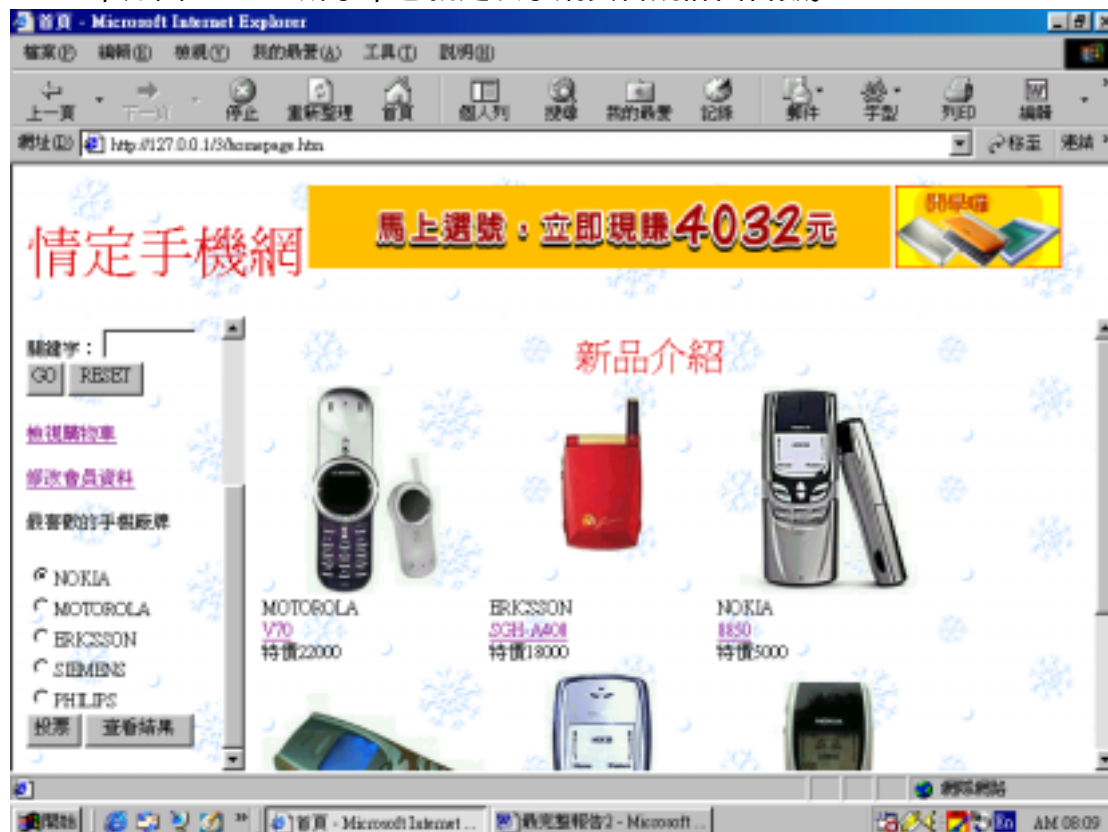 首頁 - Microsoft Internet Explorer
檔案(F) 編輯(E) 檢視(V) 我的最愛(A) 工具(T) 說明(H)
上一頁 下一頁 停止 重新整理 首頁 個人列 搜尋 我的最愛 記錄 郵件 字型 列印 編輯
網址(D) http://127.0.0.1/3/homepage.htm 移至 連結
情定手機網
馬上選號,立即現賺4032元
關鍵字:
GO RESET
檢視購物車
修改會員資料
最喜歡的手機廠牌
NOKIA
MOTOROLA
ERICSSON
SIEMENS
PHILIPS
投票 查看結果
新品介紹
MOTOROLA
V70
特價22000
ERICSSON
SGH-A408
特價18000
NOKIA
8850
特價5000
網際網路
開始 首頁 - Microsoft Internet ... 最完整報告2 - Microsoft ... En AM 08:09